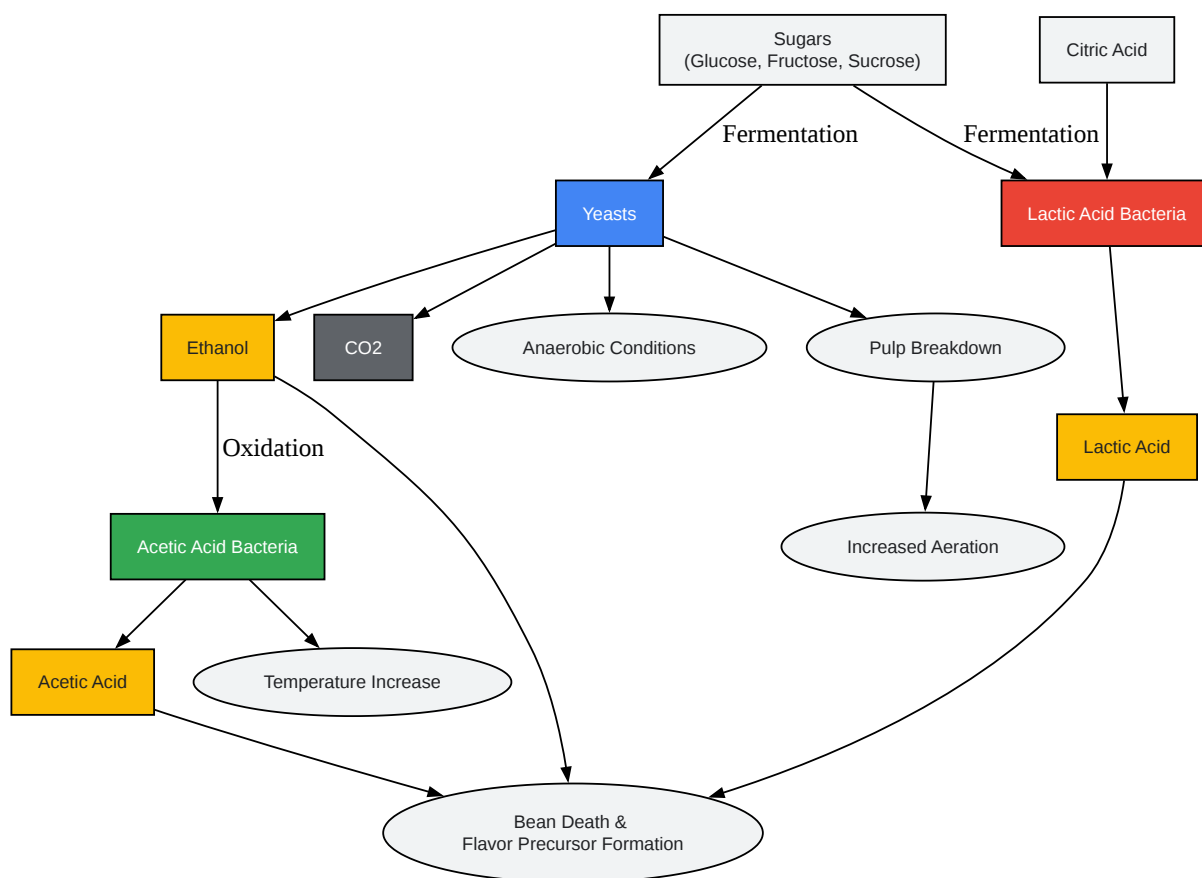 Sugars
(Glucose, Fructose, Sucrose)
Citric Acid
Fermentation
Fermentation
Yeasts
Lactic Acid Bacteria
Ethanol
CO2
Anaerobic Conditions
Pulp Breakdown
Oxidation
Lactic Acid
Acetic Acid Bacteria
Increased Aeration
Acetic Acid
Temperature Increase
Bean Death &
Flavor Precursor Formation